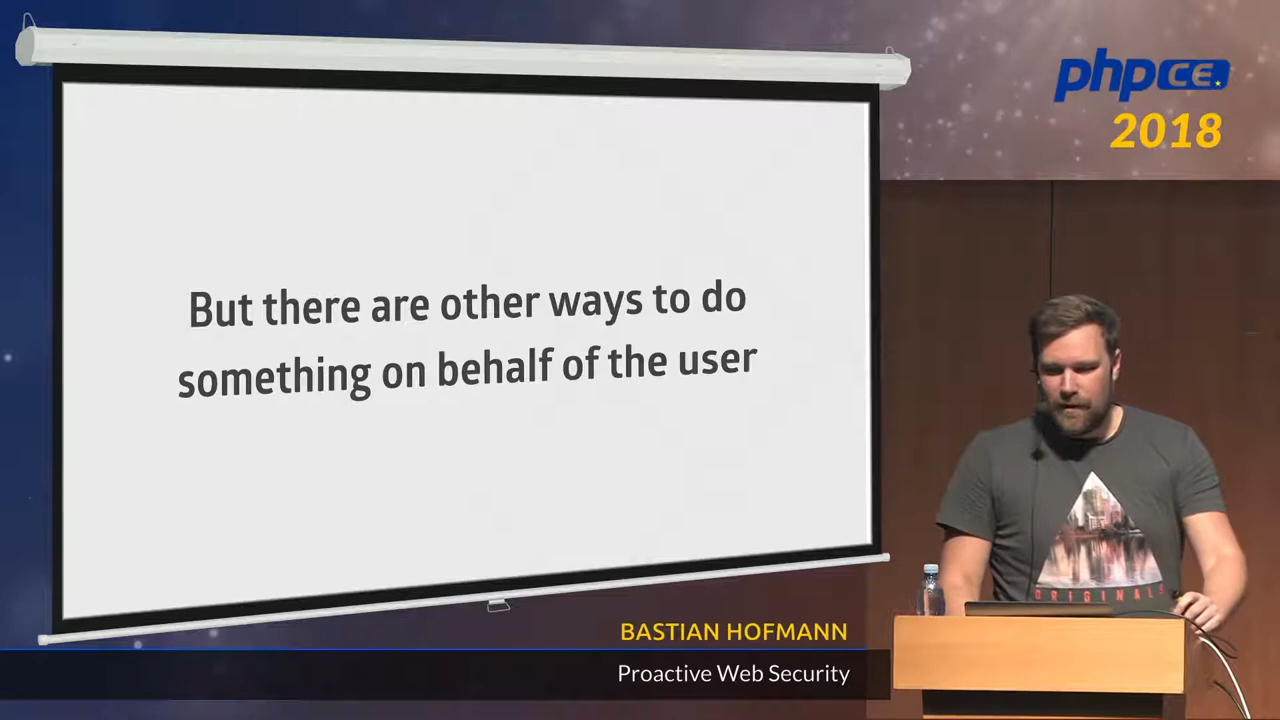 phpce
2018
But there are other ways to do
something on behalf of the user
ORIGINALS
BASTIAN HOFMANN
Proactive Web Security